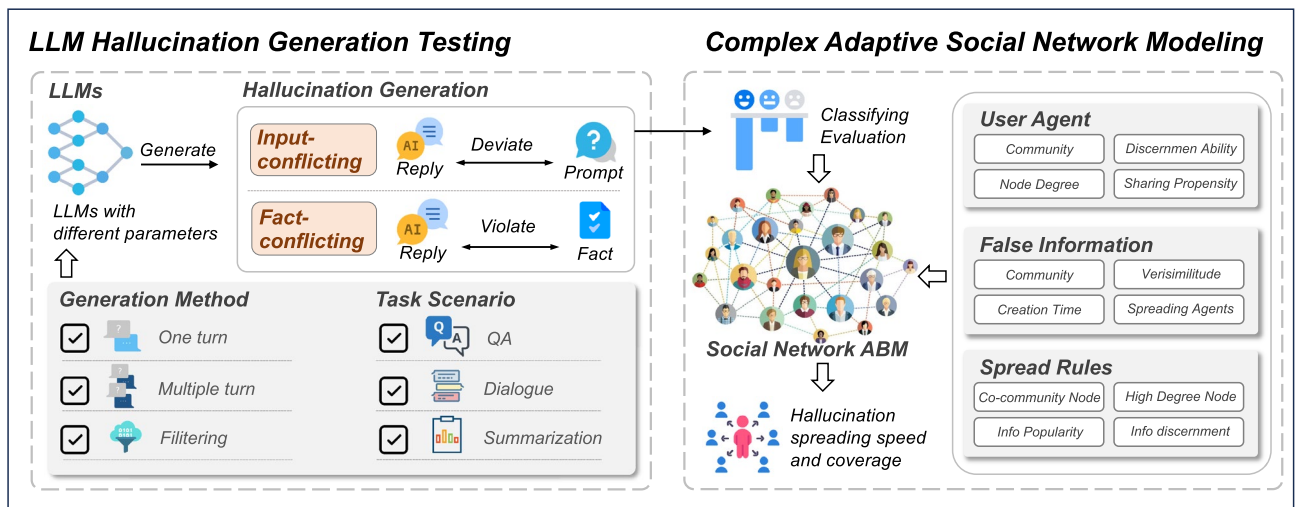 LLM Hallucination Generation Testing
LLMs
Generate
LLMs with
different parameters
Hallucination Generation
Input-
conflicting
AI
Reply
Deviate
?
Prompt
Fact-
conflicting
AI
Reply
Violate
Fact
Generation Method
?
One turn
?
?
Multiple turn
0101
0101
Filitering
Task Scenario
Q
A
QA
Dialogue
Summarization
Complex Adaptive Social Network Modeling
Classifying
Evaluation
Social Network ABM
Hallucination
spreading speed
and coverage
User Agent
Community
Discernmen Ability
Node Degree
Sharing Propensity
False Information
Community
Verisimilitude
Creation Time
Spreading Agents
Spread Rules
Co-community Node
High Degree Node
Info Popularity
Info discernment